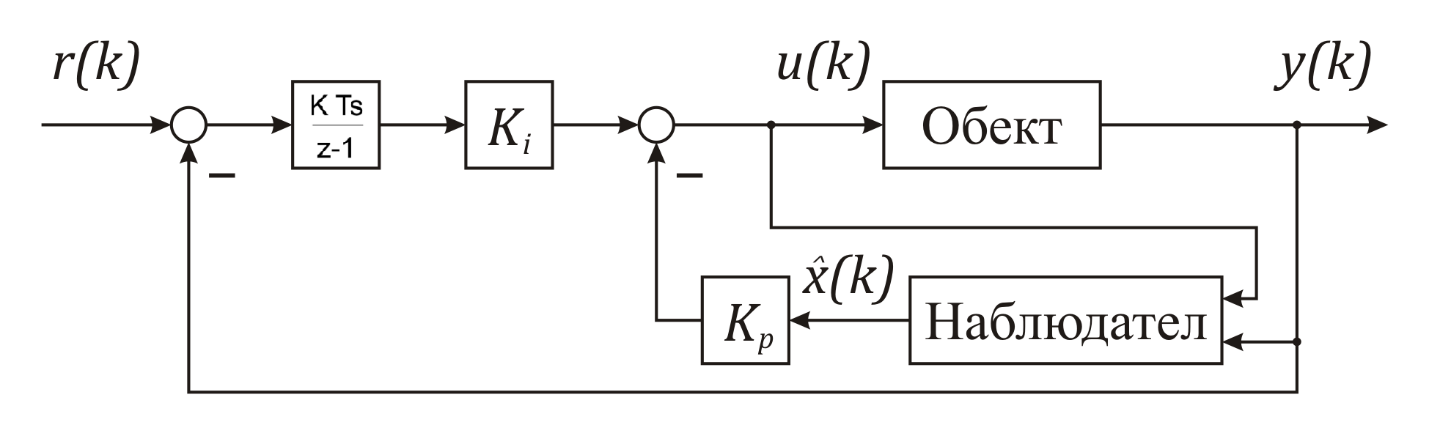 r(k)
u(k)
y(k)
K Ts
z-1
K_i
Обект
–
–
x̂(k)
K_p
Наблюдател